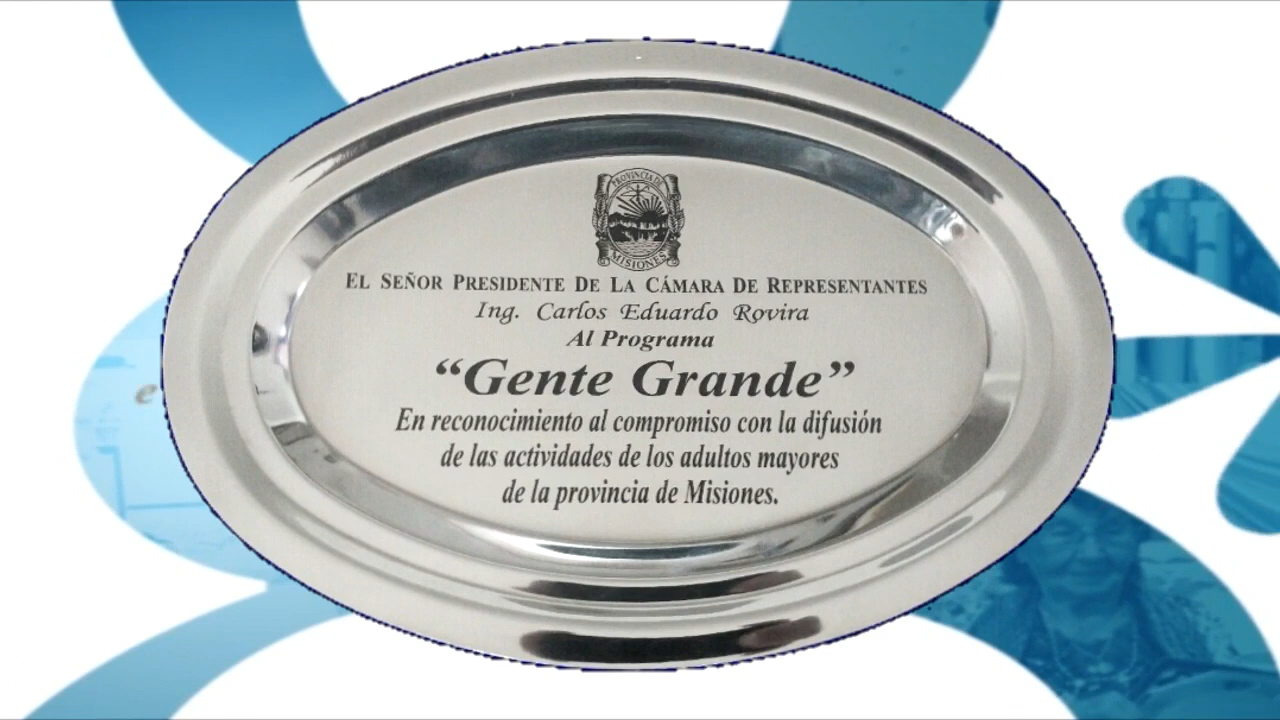 PROVINCIA DE
MISIONES
EL SEÑOR PRESIDENTE DE LA CÁMARA DE REPRESENTANTES
Ing. Carlos Eduardo Rovira
Al Programa
“Gente Grande”
En reconocimiento al compromiso con la difusión
de las actividades de los adultos mayores
de la provincia de Misiones.